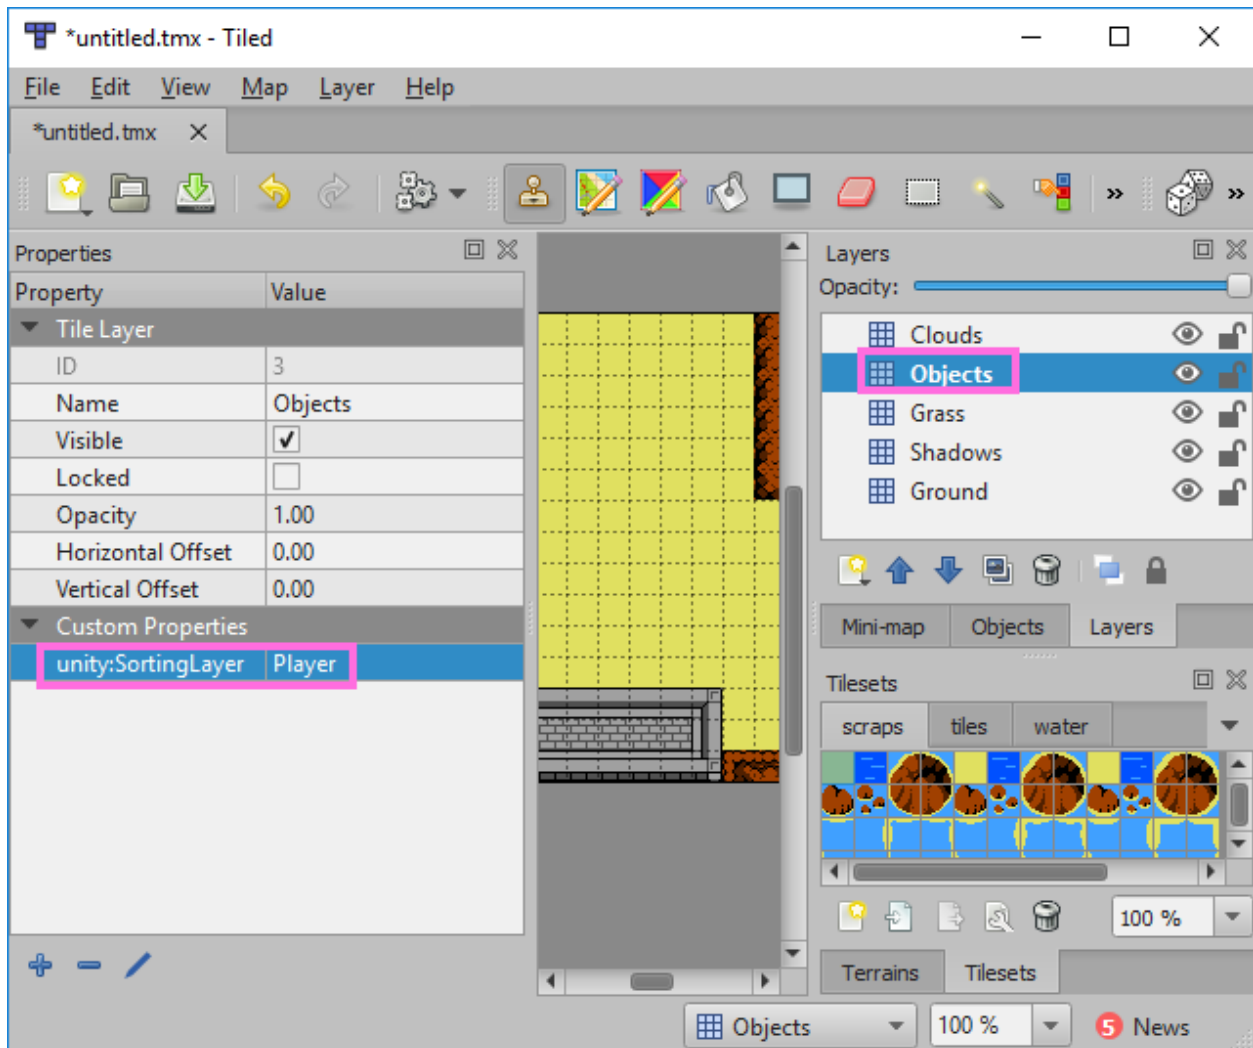 *untitled.tmx - Tiled
File Edit View Map Layer Help
*untitled.tmx
Properties
Property Value
Tile Layer
ID 3
Name Objects
Visible
Locked
Opacity 1.00
Horizontal Offset 0.00
Vertical Offset 0.00
Custom Properties
unity:SortingLayer Player
Layers
Opacity:
Clouds
Objects
Grass
Shadows
Ground
Mini-map Objects Layers
Tilesets
scraps tiles water
100 %
Terrains Tilesets
Objects 100 % 5 News